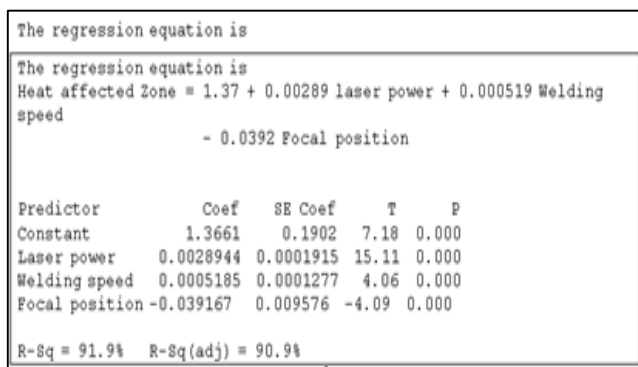 The regression equation is
The regression equation is
Heat affected Zone = 1.37 + 0.00289 laser power + 0.000519 Welding
speed
- 0.0392 Focal position
Predictor Coef SE Coef T P
Constant 1.3661 0.1902 7.18 0.000
Laser power 0.0028944 0.0001915 15.11 0.000
Welding speed 0.0005185 0.0001277 4.06 0.000
Focal position -0.039167 0.009576 -4.09 0.000
R-Sq = 91.9% R-Sq(adj) = 90.9%